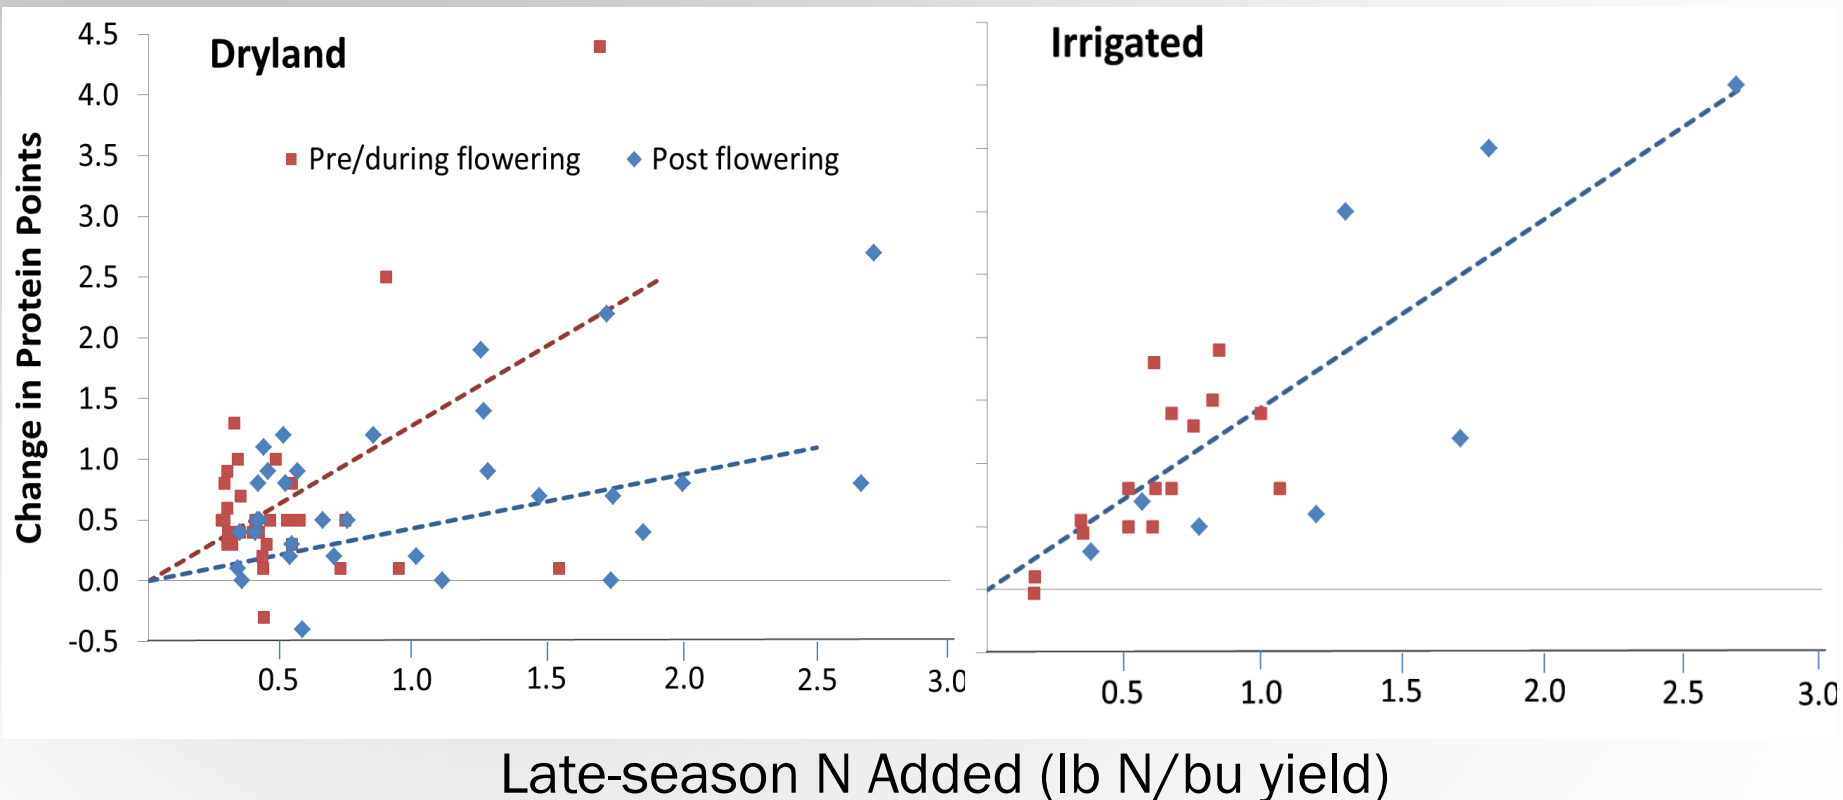 Dryland
Irrigated
Change in Protein Points
4.5
4.0
3.5
3.0
2.5
2.0
1.5
1.0
0.5
0.0
-0.5
Pre/during flowering
Post flowering
0.5 1.0 1.5 2.0 2.5 3.0
0.5 1.0 1.5 2.0 2.5 3.0
Late-season N Added (lb N/bu yield)